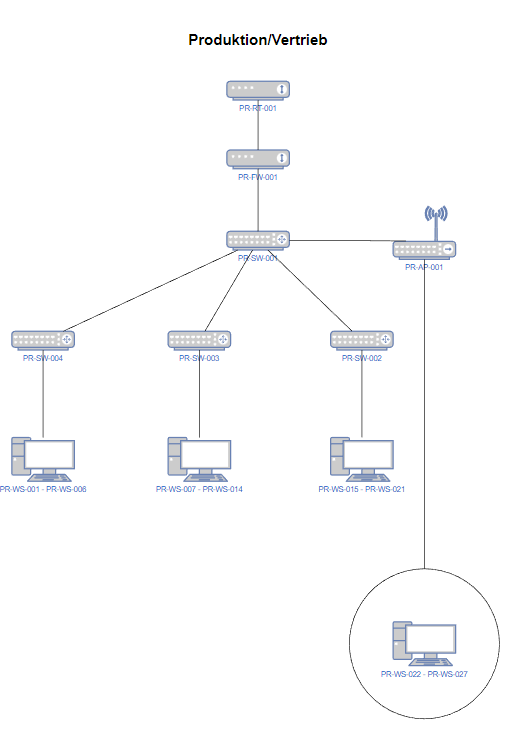 Produktion/Vertrieb
PR-RT-001
PR-FW-001
PR-SW-001
PR-AP-001
PR-SW-004
PR-SW-003
PR-SW-002
PR-WS-001 - PR-WS-006
PR-WS-007 - PR-WS-014
PR-WS-015 - PR-WS-021
PR-WS-022 - PR-WS-027